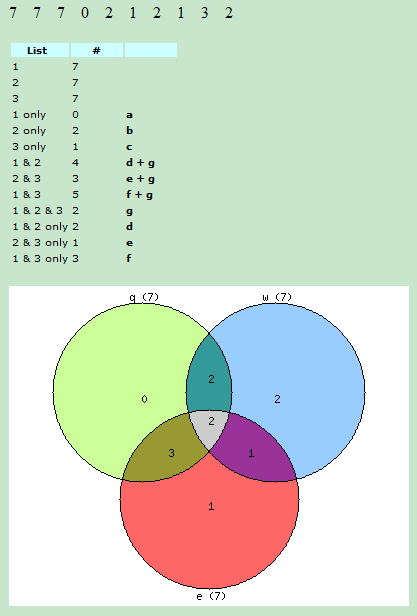 7 7 7 0 2 1 2 1 3 2
List #
1 7
2 7
3 7
1 only 0 a
2 only 2 b
3 only 1 c
1 & 2 4 d + g
2 & 3 3 e + g
1 & 3 5 f + g
1 & 2 & 3 2 g
1 & 2 only 2 d
2 & 3 only 1 e
1 & 3 only 3 f
q (7) w (7)
2
0 2
2
3 1
1
e (7)